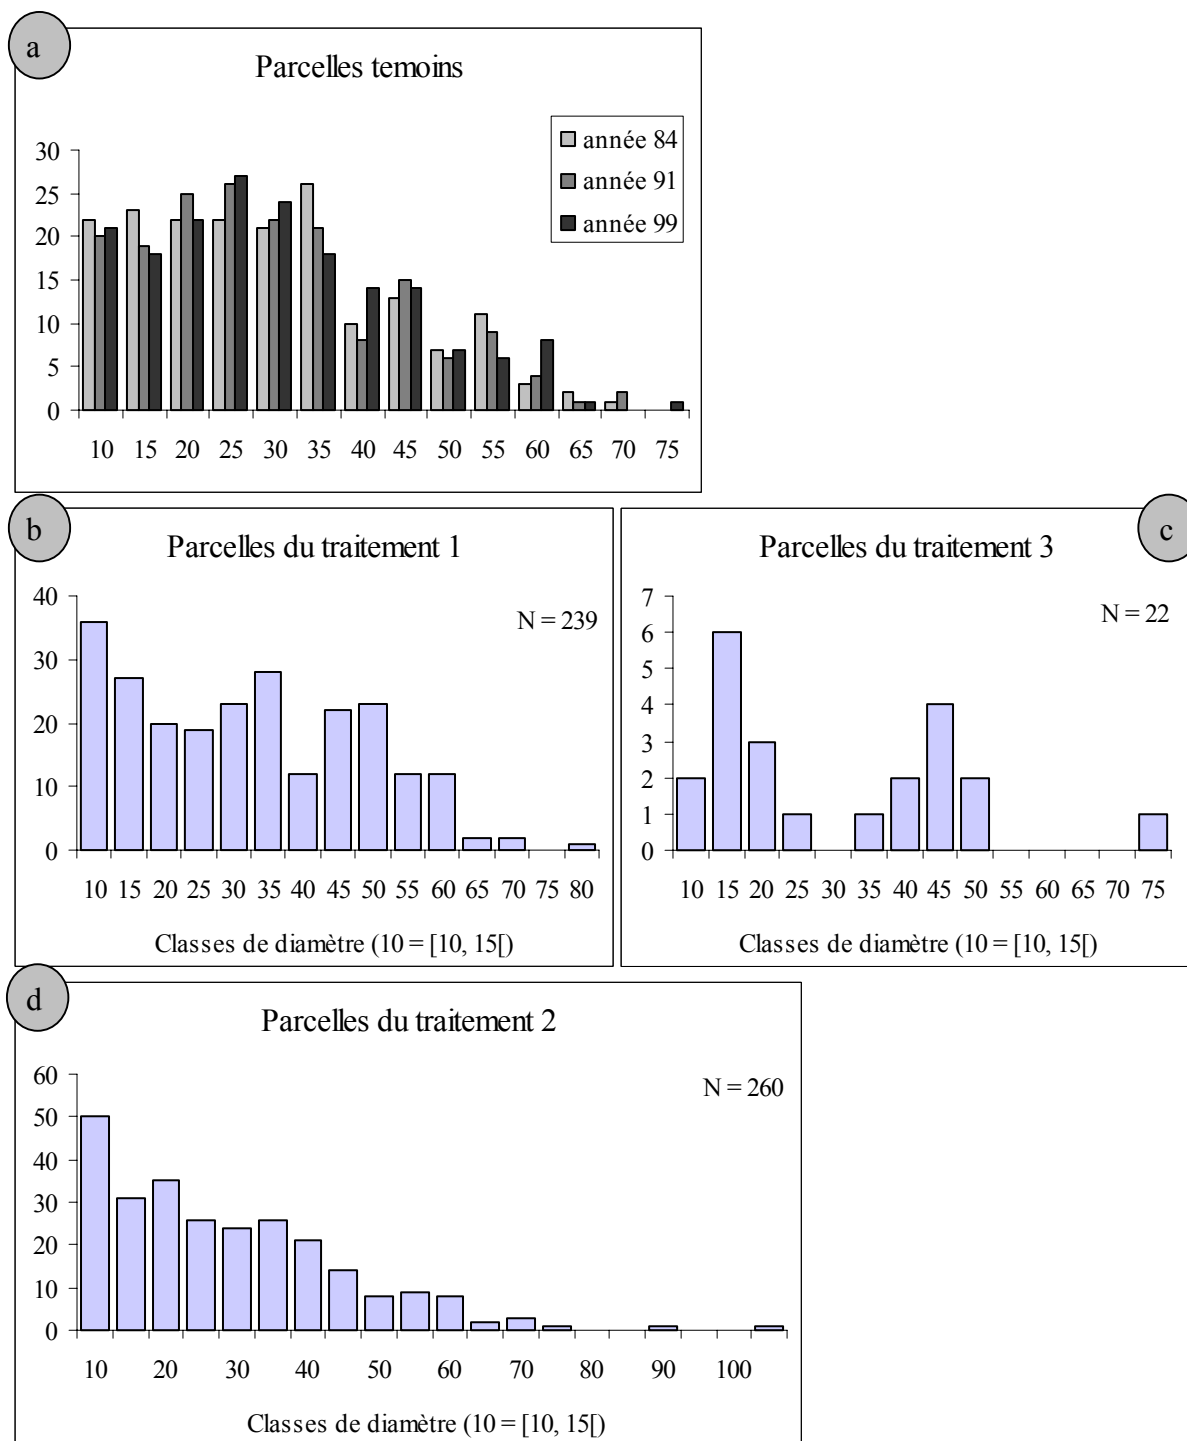 a
Parcelles temoins
année 84
année 91
année 99
30
25
20
15
10
5
0
10 15 20 25 30 35 40 45 50 55 60 65 70 75
b
Parcelles du traitement 1
N = 239
40
30
20
10
0
10 15 20 25 30 35 40 45 50 55 60 65 70 75 80
Classes de diamètre (10 = [10, 15[)
c
Parcelles du traitement 3
N = 22
7
6
5
4
3
2
1
0
10 15 20 25 30 35 40 45 50 55 60 65 70 75
Classes de diamètre (10 = [10, 15[)
d
Parcelles du traitement 2
N = 260
60
50
40
30
20
10
0
10 20 30 40 50 60 70 80 90 100
Classes de diamètre (10 = [10, 15[)